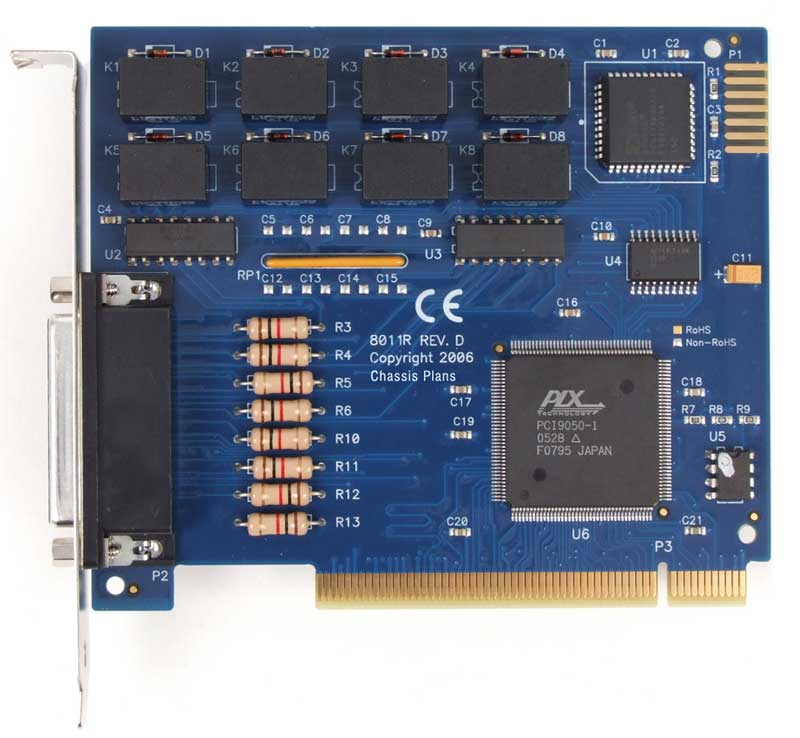 D1 D2 D3 D4 C1 U1 C2 P1
K1 K2 K3 K4
R1
C3
D5 D6 D7 D8
K5 K6 K7 K8
R2
C4 C5 C6 C7 C8 C9 C10
U2 U3 U4
C11
+
RP1
C12 C13 C14 C15
CE
C16
R3
8011R REV. D
Copyright 2006
Chassis Plans
RoHS
Non-RoHS
R4
R5
R6
R10
R11
R12
R13
C17
C18
C19
R7 R8 R9
U5
PLX
TECHNOLOGY
PCI9050-1
0528 △
F0795 JAPAN
C20
C21
U6
P3
P2